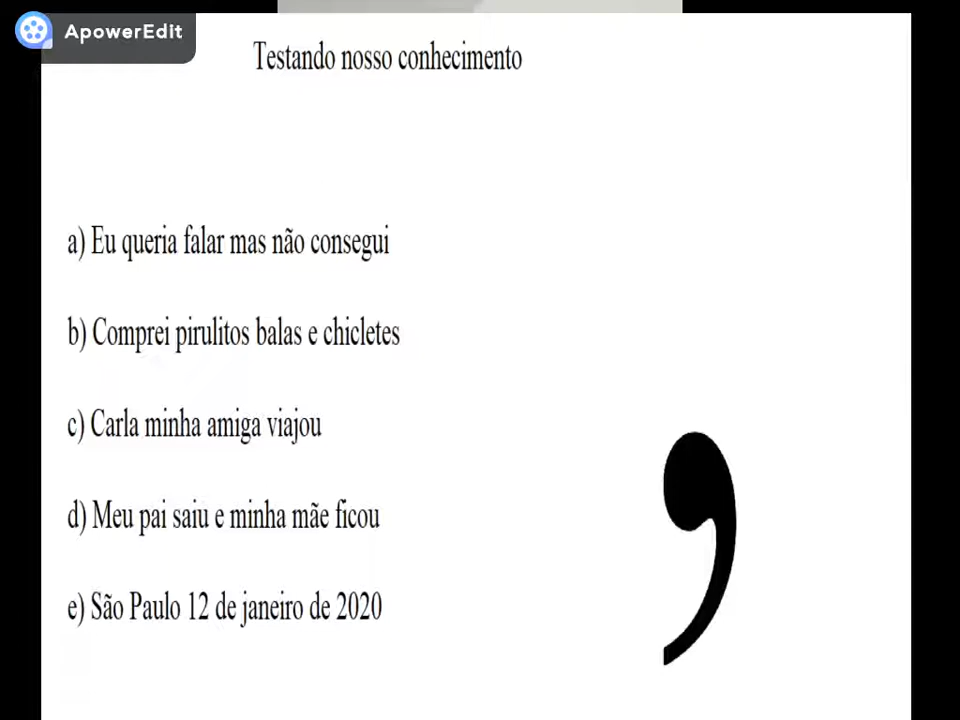 ApowerEdit
Testando nosso conhecimento
a) Eu queria falar mas não consegui
b) Comprei pirulitos balas e chicletes
c) Carla minha amiga viajou
d) Meu pai saiu e minha mãe ficou
e) São Paulo 12 de janeiro de 2020
,